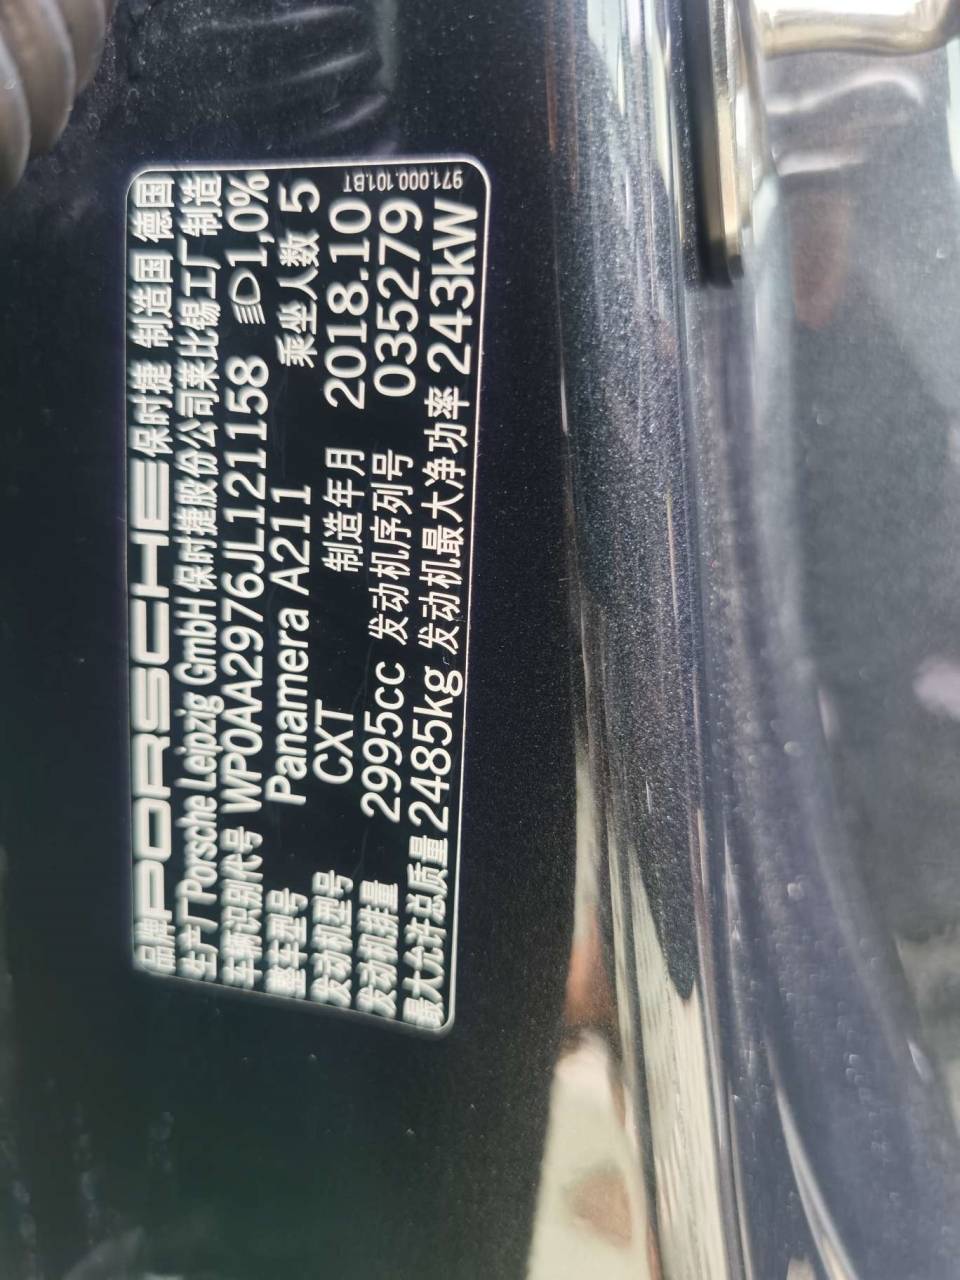 品牌 PORSCHE 保时捷 制造国 德国
生产厂 Porsche Leipzig GmbH 保时捷股份公司莱比锡工厂制造
车辆识别代号 WP0AA2976JL121158 1,0%
整车型号 Panamera A211 乘坐人数 5
发动机型号 CXT 制造年月 2018.10
发动机排量 2995cc 发动机序列号 035279
最大允许总质量 2485kg 发动机最大净功率 243kW
971.000.101.BT